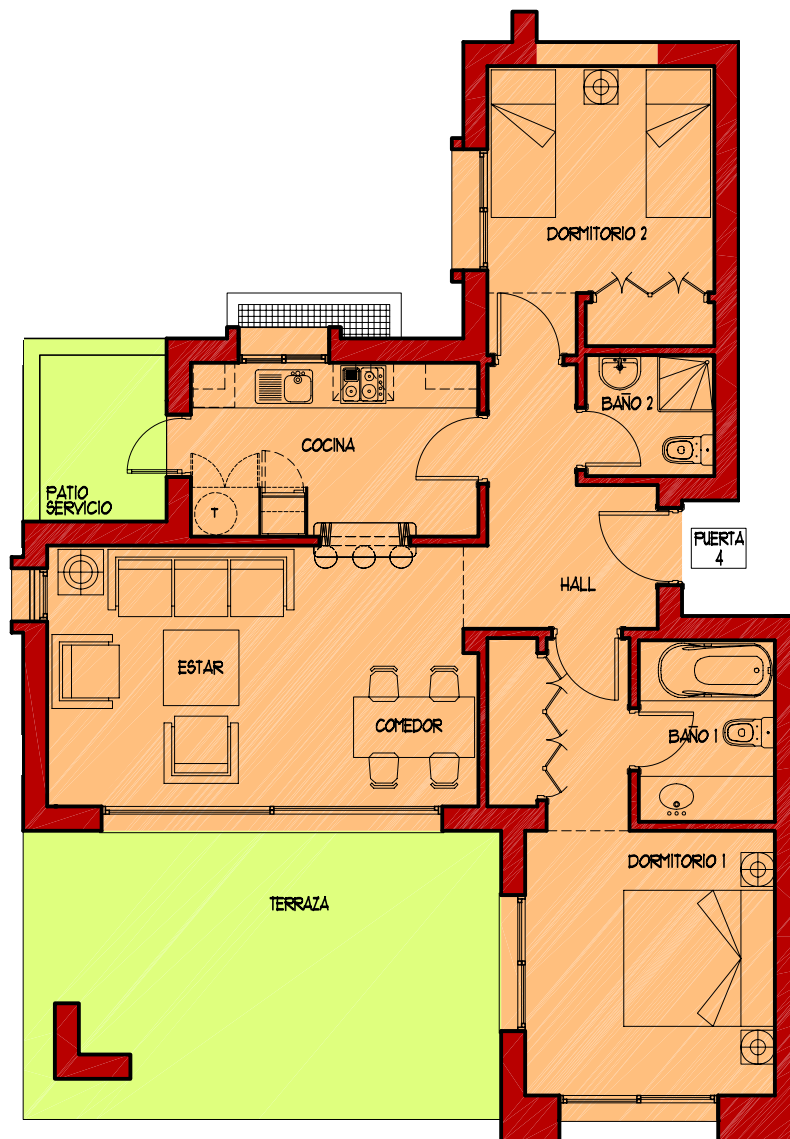 DORMITORIO 2
BAÑO 2
COCINA
PATIO
SERVICIO
T
PUERTA
4
HALL
ESTAR
COMEDOR
BAÑO 1
DORMITORIO 1
TERRAZA